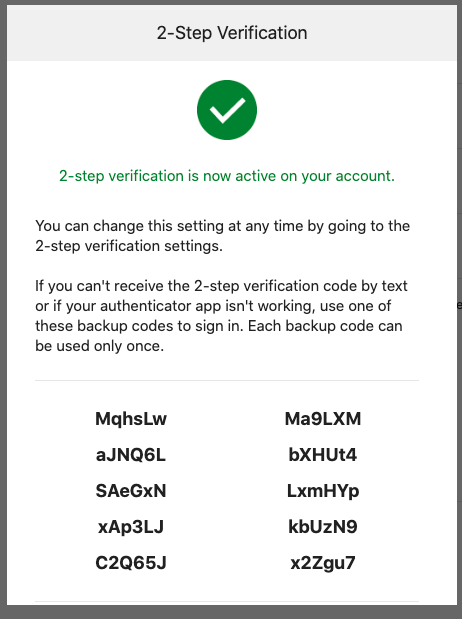 2-Step Verification
2-step verification is now active on your account.
You can change this setting at any time by going to the
2-step verification settings.
If you can't receive the 2-step verification code by text
or if your authenticator app isn't working, use one of
these backup codes to sign in. Each backup code can
be used only once.
MqhsLw Ma9LXM
aJNQ6L bXHUt4
SAeGxN LxmHYp
xAp3LJ kbUzN9
C2Q65J x2Zgu7